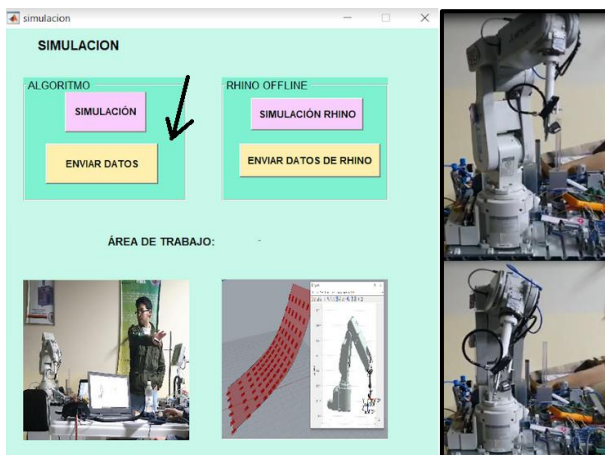 simulacion
SIMULACION
ALGORITMO
SIMULACIÓN
ENVIAR DATOS
RHINO OFFLINE
SIMULACIÓN RHINO
ENVIAR DATOS DE RHINO
ÁREA DE TRABAJO: -